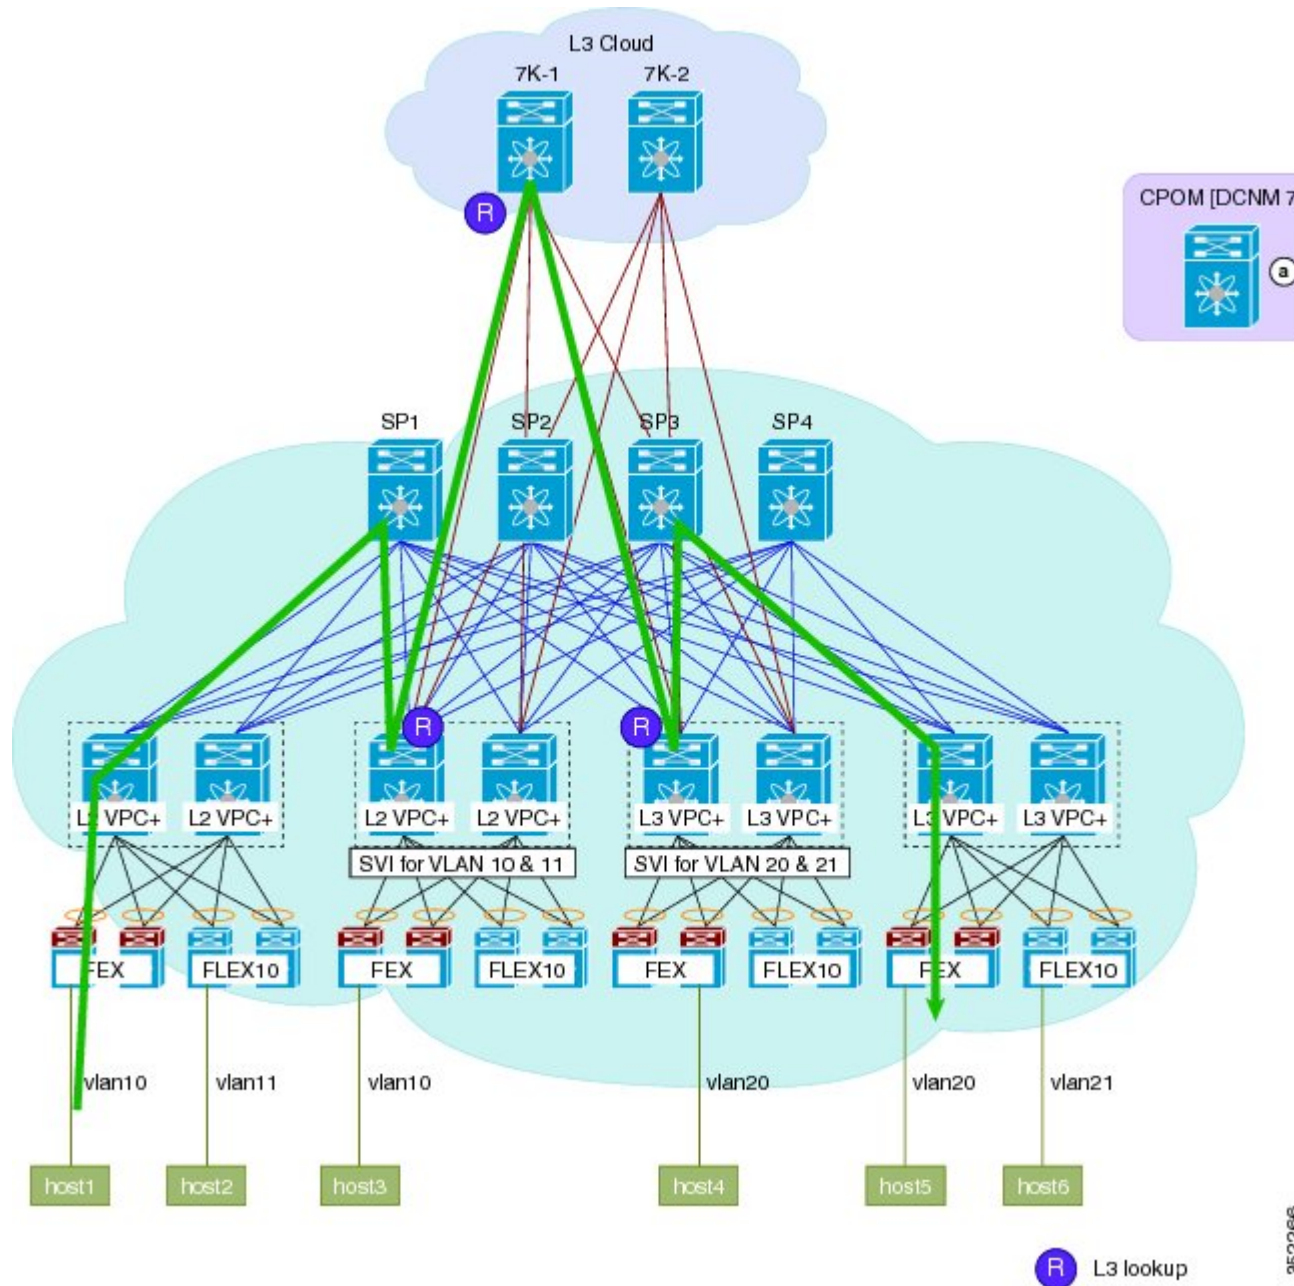 L3 Cloud
7K-1
7K-2
R
CPOM [DCNM 7
a
SP1
SP2
SP3
SP4
R
R
L2 VPC+
L2 VPC+
L2 VPC+
L2 VPC+
L3 VPC+
L3 VPC+
L3 VPC+
L3 VPC+
SVI for VLAN 10 & 11
SVI for VLAN 20 & 21
FEX
FLEX10
FEX
FLEX10
FEX
FLEX10
FEX
FLEX10
vlan10
vlan11
vlan10
vlan20
vlan20
vlan21
host1
host2
host3
host4
host5
host6
R L3 lookup